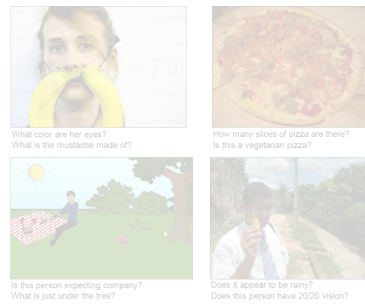 What color are her eyes?
What is the mustache made of?
How many slices of pizza are there?
Is this a vegetarian pizza?
Is this person expecting company?
What is just under the tree?
Does it appear to be rainy?
Does this person have 20/20 vision?